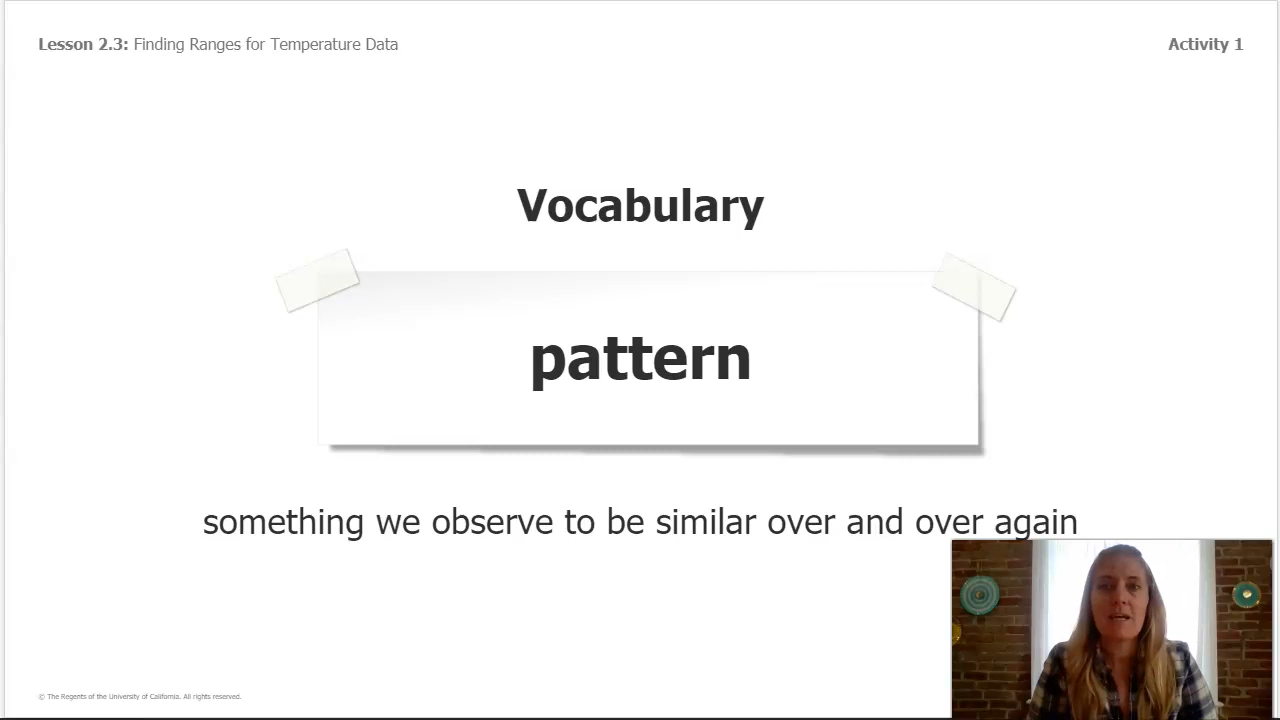 Lesson 2.3: Finding Ranges for Temperature Data
Activity 1
Vocabulary
pattern
something we observe to be similar over and over again
© The Regents of the University of California. All rights reserved.